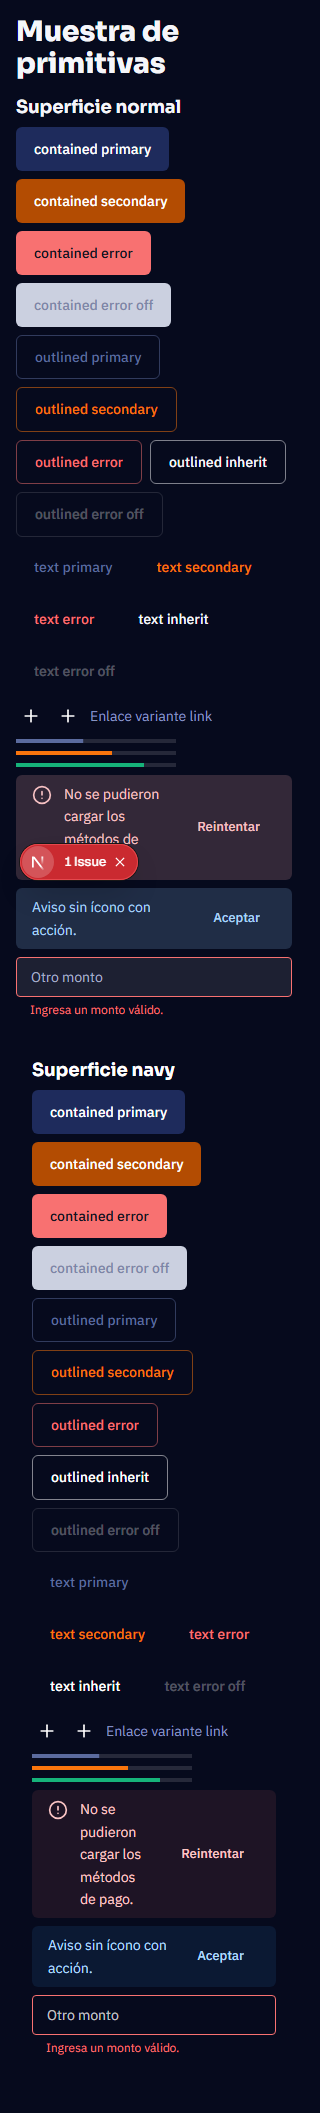 Muestra de
primitivas
Superficie normal
contained primary
contained secondary
contained error
contained error off
outlined primary
outlined secondary
outlined error outlined inherit
outlined error off
text primary text secondary
text error text inherit
text error off
Enlace variante link
No se pudieron
cargar los
métodos de
Reintentar
1 Issue
Aviso sin ícono con
acción.
Aceptar
Otro monto
Ingresa un monto válido.
Superficie navy
contained primary
contained secondary
contained error
contained error off
outlined primary
outlined secondary
outlined error
outlined inherit
outlined error off
text primary
text secondary text error
text inherit text error off
Enlace variante link
No se
pudieron
cargar los
métodos
de pago.
Reintentar
Aviso sin ícono con
acción.
Aceptar
Otro monto
Ingresa un monto válido.